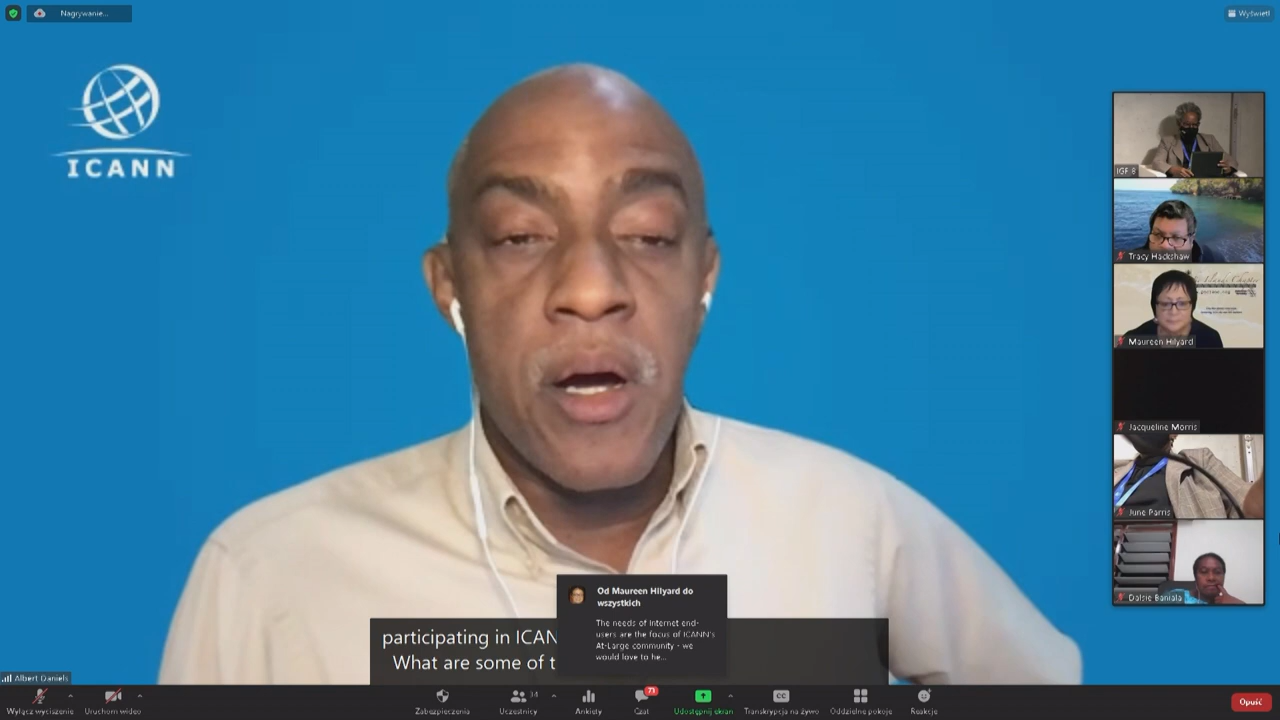 Nagrywanie...
Wyświetl
ICANN
IGF 8
Tracy Hackshaw
Maureen Hilyard
Jacqueline Morris
June Parris
Dalsie Baniala
Od Maureen Hilyard do
wszystkich
The needs of Internet end-
users are the focus of ICANN's
At-Large community - we
would love to he...
participating in ICAN
What are some of t
Albert Daniels
Wyłącz wyciszenie
Uruchom wideo
Zabezpieczenia
34
Uczestnicy
Ankiety
73
Czat
Udostępnij ekran
CC
Transkrypcja na żywo
Oddzielne pokoje
Reakcje
Opuść